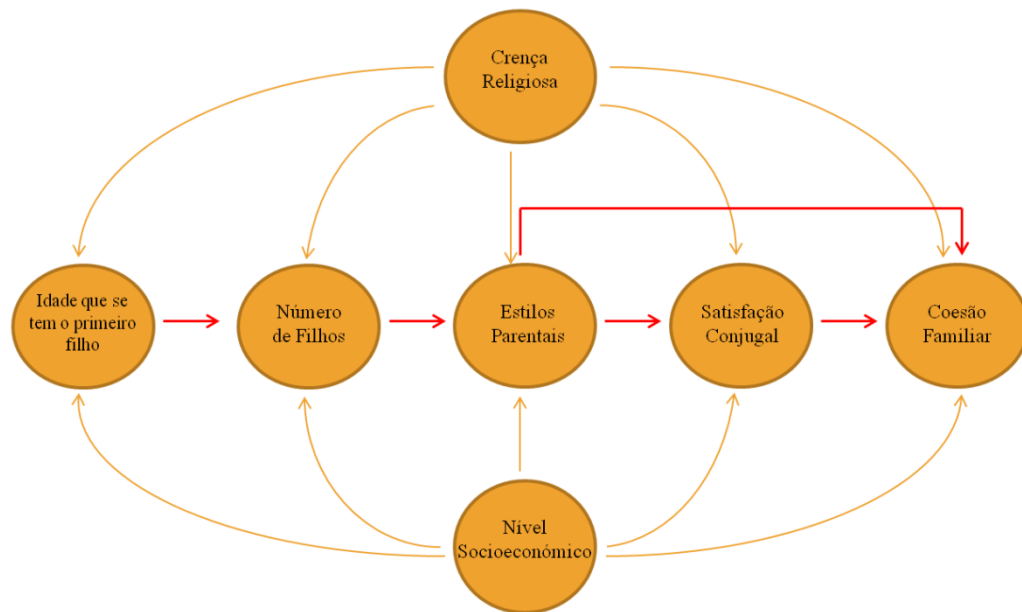 Crença
Religiosa
Idade que se
tem o primeiro
filho
Número
de Filhos
Estilos
Parentais
Satisfação
Conjugal
Coesão
Familiar
Nível
Socioeconómico